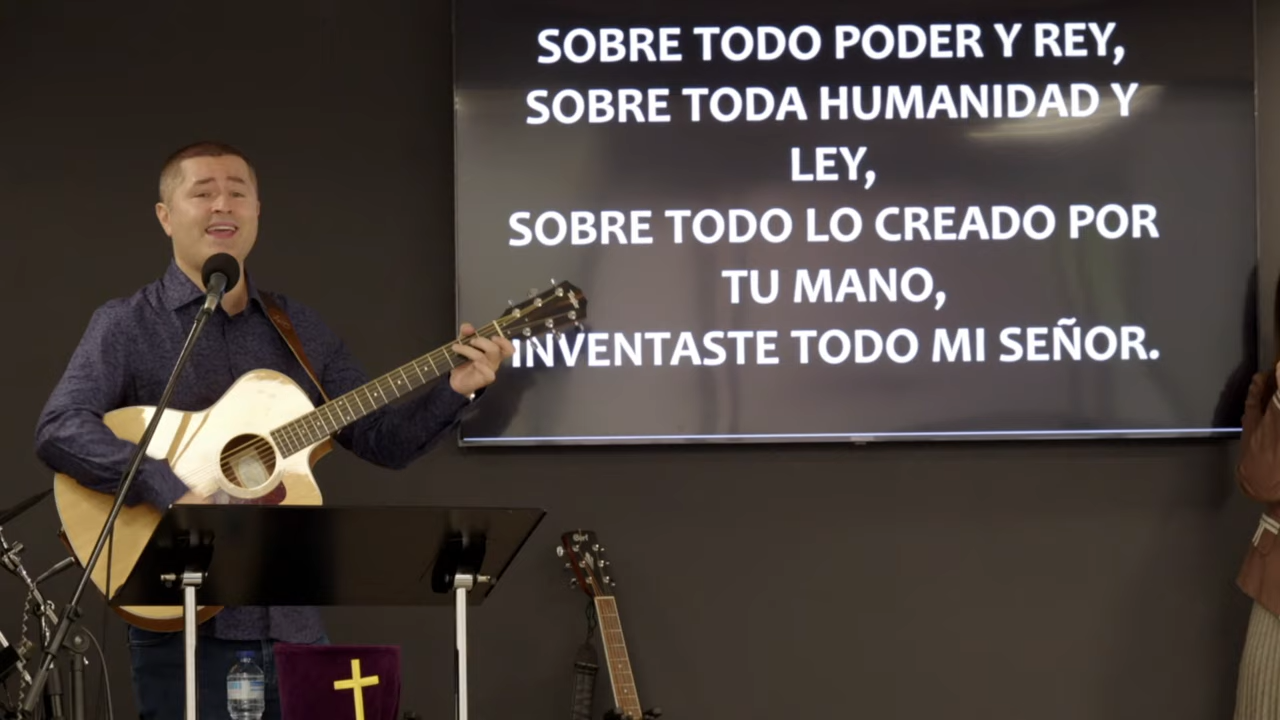 SOBRE TODO PODER Y REY,
SOBRE TODA HUMANIDAD Y
LEY,
SOBRE TODO LO CREADO POR
TU MANO,
INVENTASTE TODO MI SEÑOR.